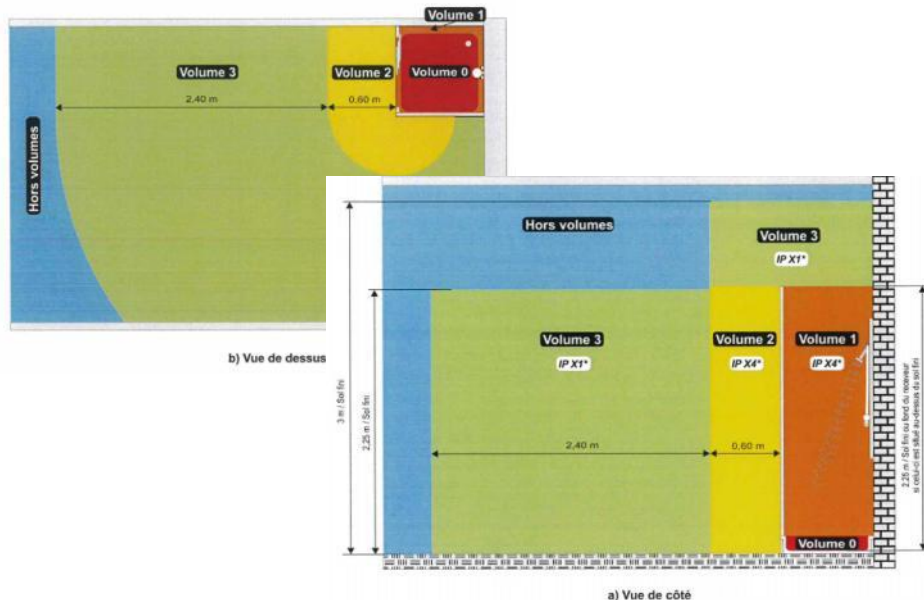 Volume 1
Volume 3
Volume 2
Volume 0
2,40 m
0,60 m
Hors volumes
b) Vue de dessus
Hors volumes
Volume 3
IP X1*
Volume 3
IP X1*
Volume 2
IP X4*
Volume 1
IP X4*
3 m / Sol fini
2,25 m / Sol fini
2,40 m
0,60 m
2,25 m / Sol fini ou fond du receveur
si celui-ci est situé au-dessus du sol fini
Volume 0
a) Vue de côté